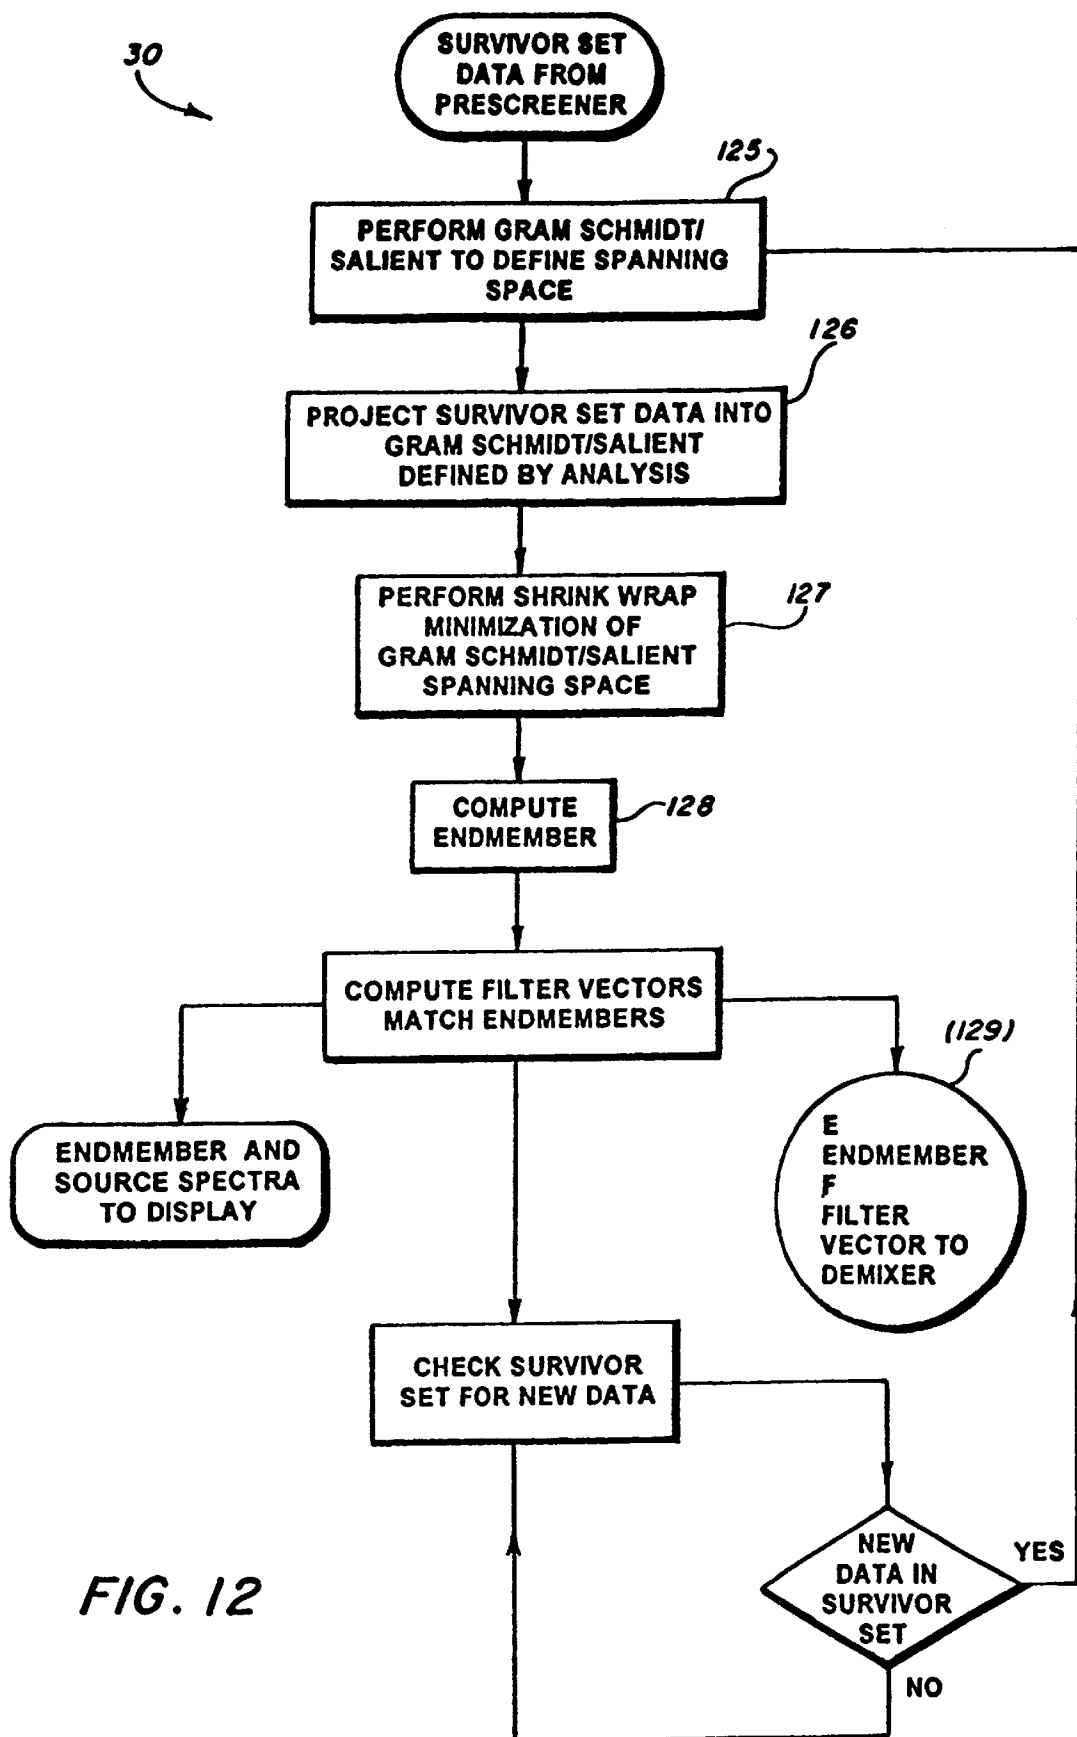 30
SURVIVOR SET
DATA FROM
PRESCREENER
125
PERFORM GRAM SCHMIDT/
SALIENT TO DEFINE SPANNING
SPACE
126
PROJECT SURVIVOR SET DATA INTO
GRAM SCHMIDT/SALIENT
DEFINED BY ANALYSIS
127
PERFORM SHRINK WRAP
MINIMIZATION OF
GRAM SCHMIDT/SALIENT
SPANNING SPACE
COMPUTE
ENDMEMBER
128
COMPUTE FILTER VECTORS
MATCH ENDMEMBERS
(129)
E
ENDMEMBER
F
FILTER
VECTOR TO
DEMIXER
ENDMEMBER AND
SOURCE SPECTRA
TO DISPLAY
CHECK SURVIVOR
SET FOR NEW DATA
NEW
DATA IN
SURVIVOR
SET
YES
NO
FIG. 12